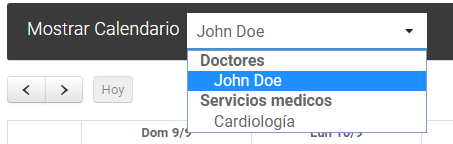 Mostrar Calendario John Doe
Doctores
John Doe
Hoy
Servicios medicos
Cardiología
Dom 9/9 Lun 10/9